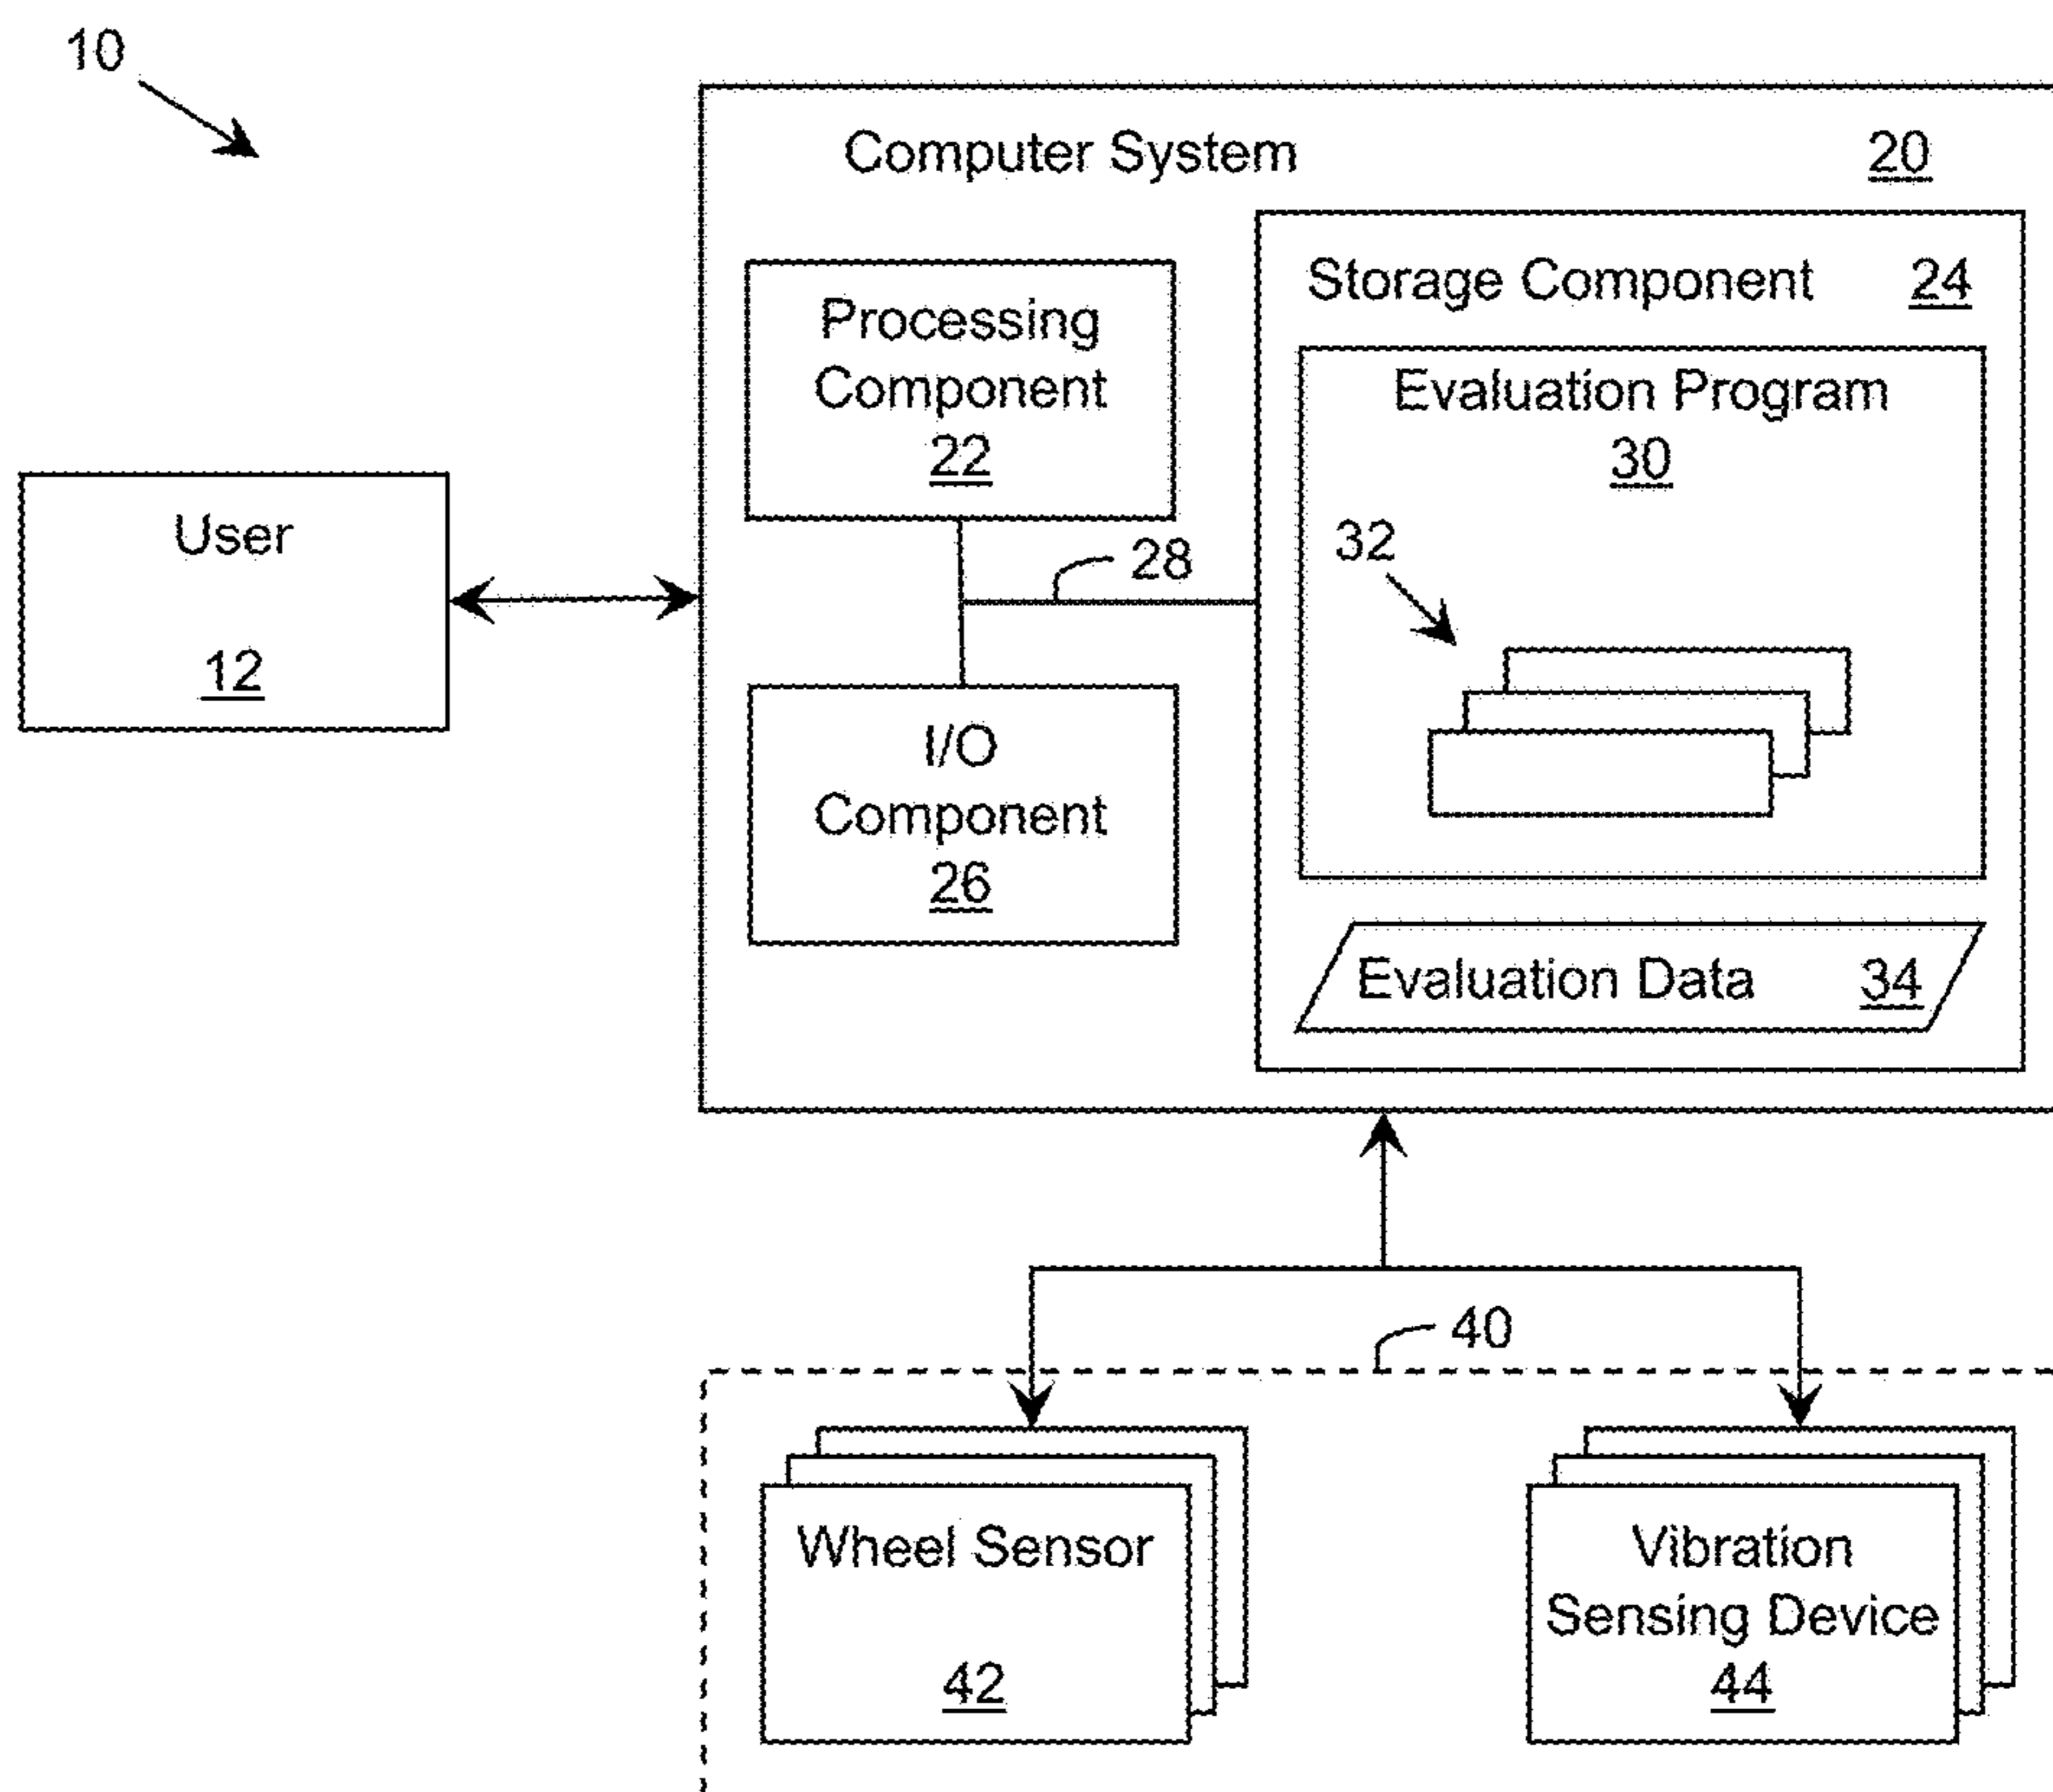 10
Computer System 20
Storage Component 24
Processing
Component
22
Evaluation Program
30
User
12
28
32
I/O
Component
26
Evaluation Data 34
40
Wheel Sensor
42
Vibration
Sensing Device
44